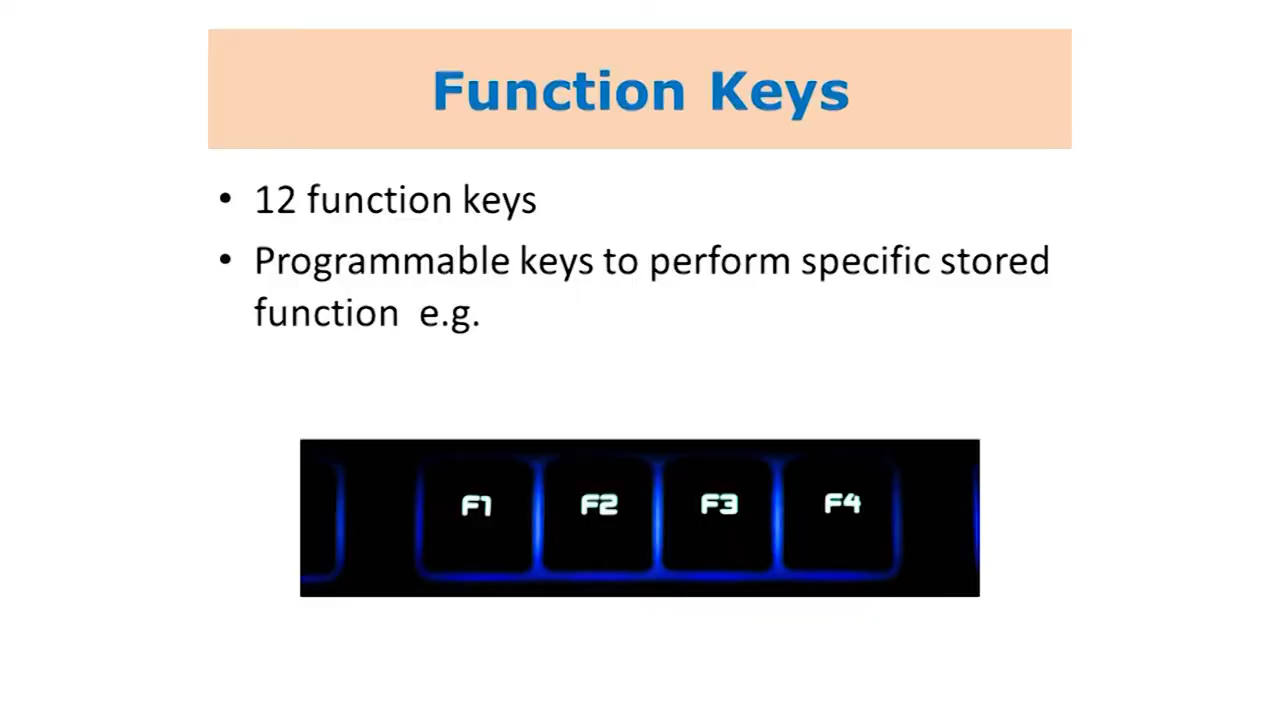 Function Keys
• 12 function keys
• Programmable keys to perform specific stored
function e.g.
F1 F2 F3 F4